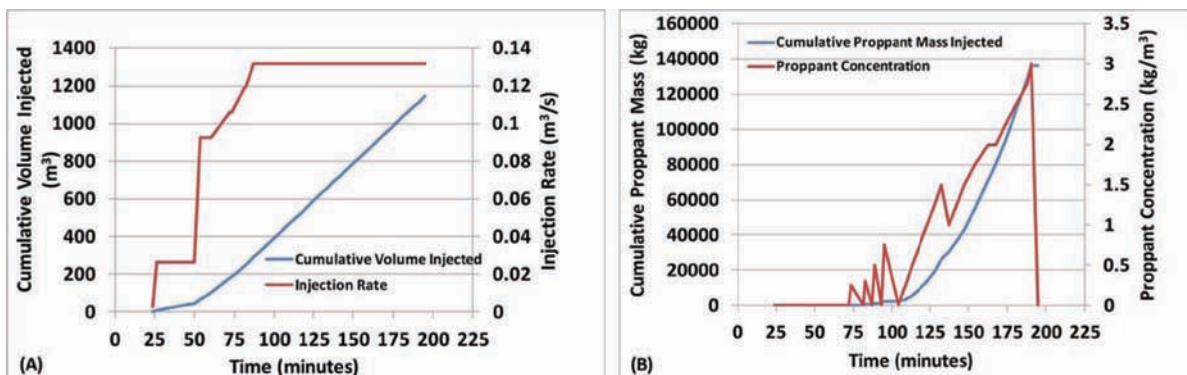 Cumulative Volume Injected
(m³)
1400
1200
1000
800
600
400
200
0
0.14
0.12
0.1
0.08
0.06
0.04
0.02
0
Injection Rate (m³/s)
Cumulative Volume Injected
Injection Rate
0 25 50 75 100 125 150 175 200 225
(A) Time (minutes)
Cumulative Proppant Mass (kg)
160000
140000
120000
100000
80000
60000
40000
20000
0
3.5
3
2.5
2
1.5
1
0.5
0
Proppant Concentration (kg/m³)
Cumulative Proppant Mass Injected
Proppant Concentration
0 25 50 75 100 125 150 175 200 225
(B) Time (minutes)